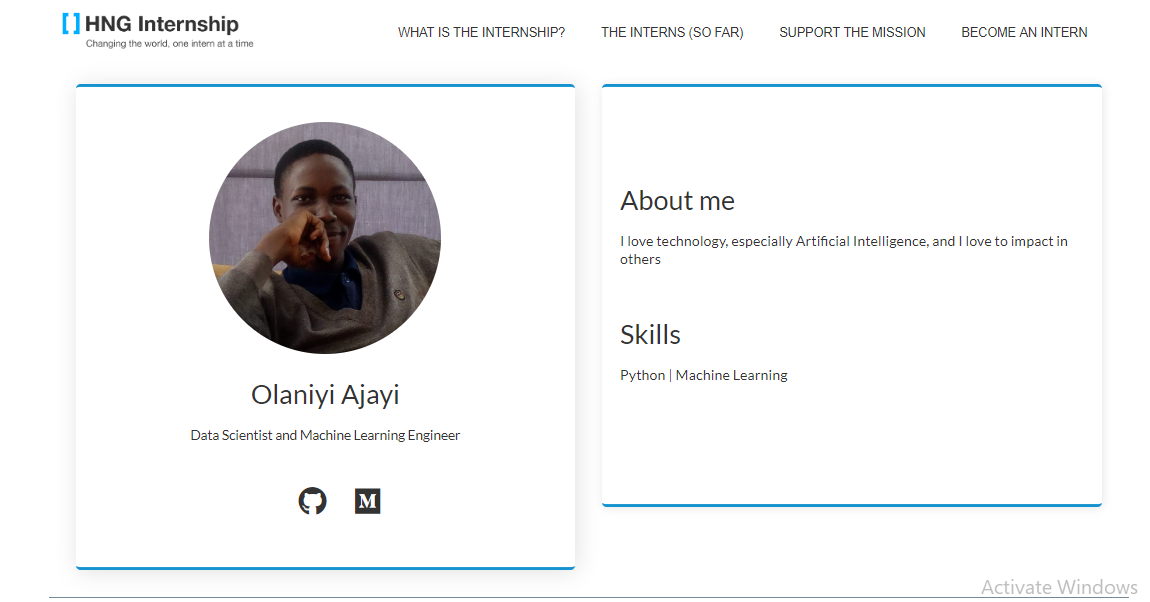 [ ] HNG Internship
Changing the world, one intern at a time
WHAT IS THE INTERNSHIP?
THE INTERNS (SO FAR)
SUPPORT THE MISSION
BECOME AN INTERN
Olaniyi Ajayi
Data Scientist and Machine Learning Engineer
M
About me
I love technology, especially Artificial Intelligence, and I love to impact in
others
Skills
Python | Machine Learning
Activate Windows